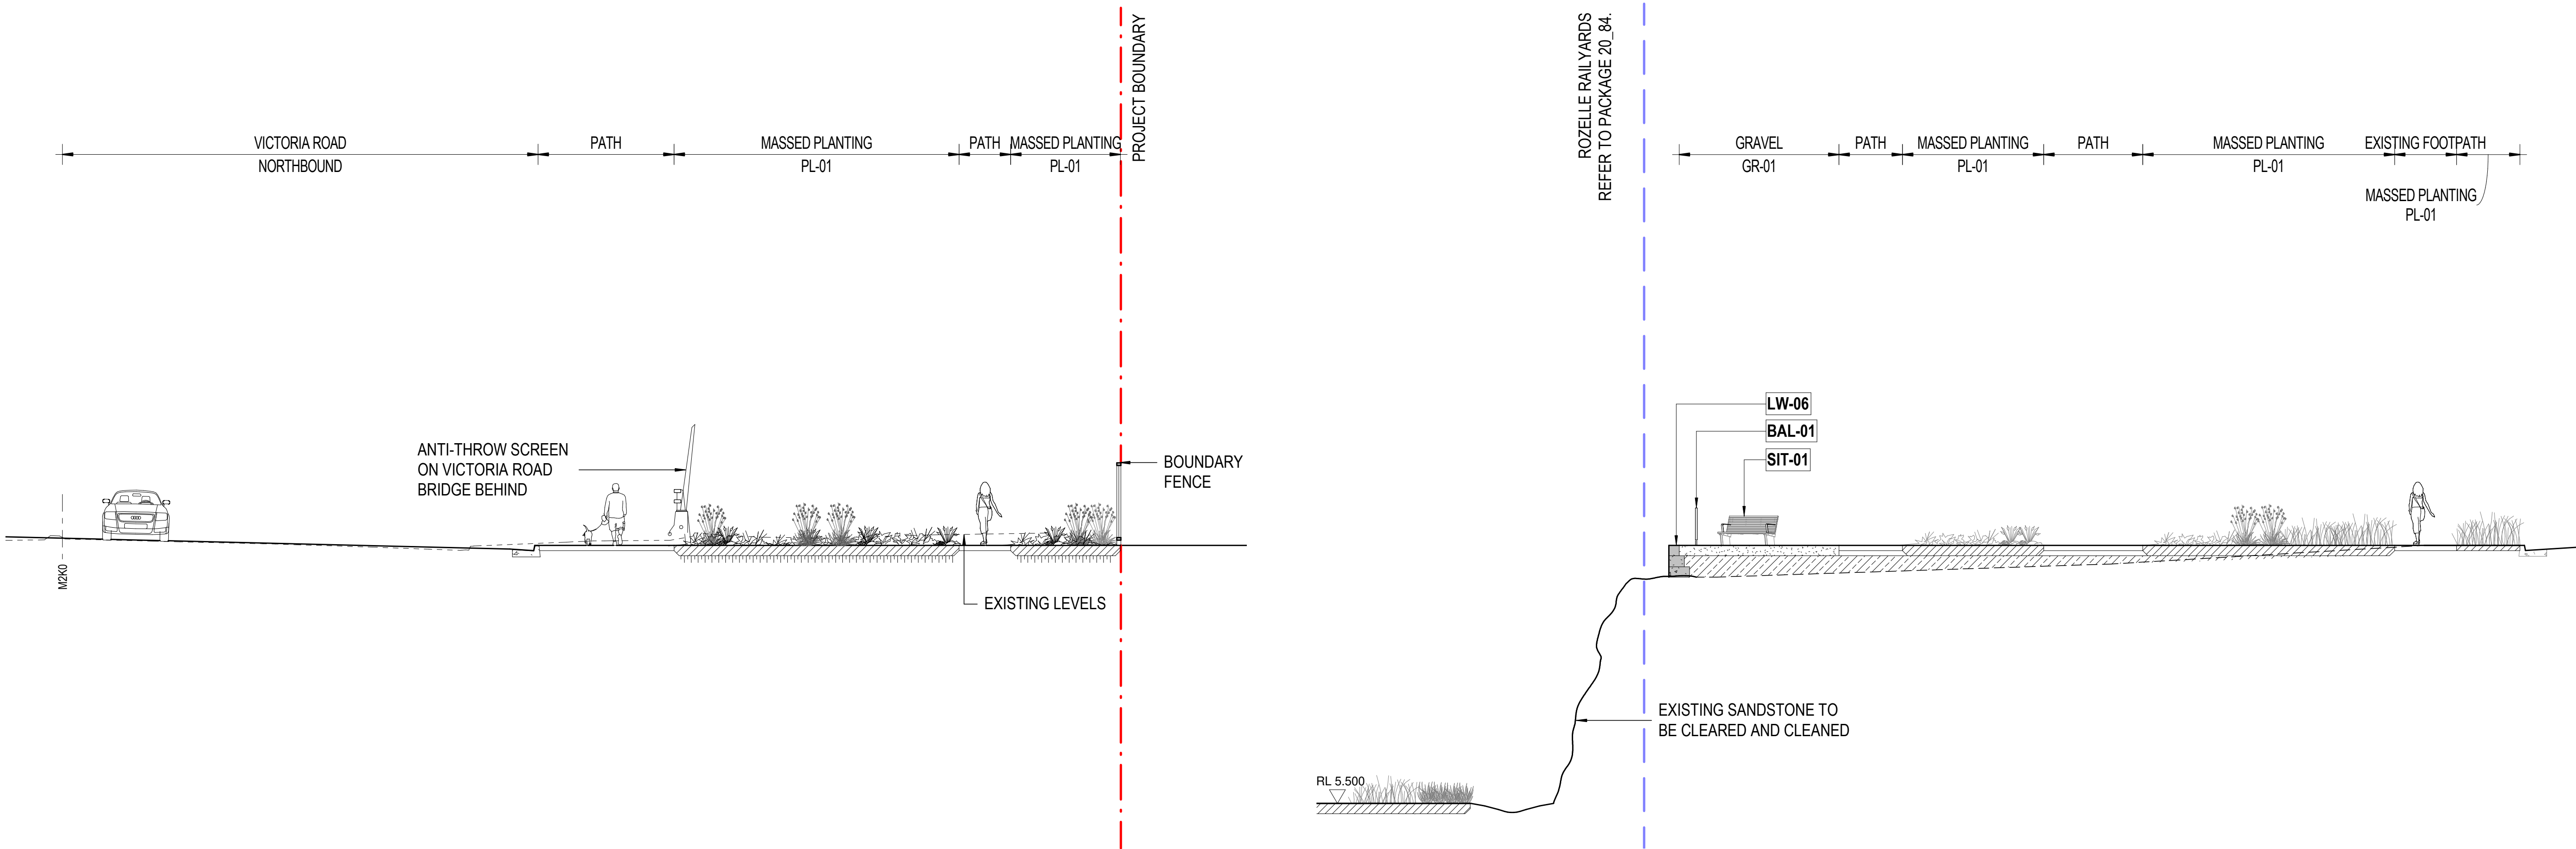 VICTORIA ROAD
NORTHBOUND
PATH
MASSED PLANTING
PL-01
PATH
MASSED PLANTING
PL-01
PROJECT BOUNDARY
ANTI-THROW SCREEN
ON VICTORIA ROAD
BRIDGE BEHIND
BOUNDARY
FENCE
EXISTING LEVELS
M2K0
ROZELLE RAILYARDS
REFER TO PACKAGE 20_84.
GRAVEL
GR-01
PATH
MASSED PLANTING
PL-01
PATH
MASSED PLANTING
PL-01
EXISTING FOOTPATH
MASSED PLANTING
PL-01
LW-06
BAL-01
SIT-01
EXISTING SANDSTONE TO
BE CLEARED AND CLEANED
RL 5.500